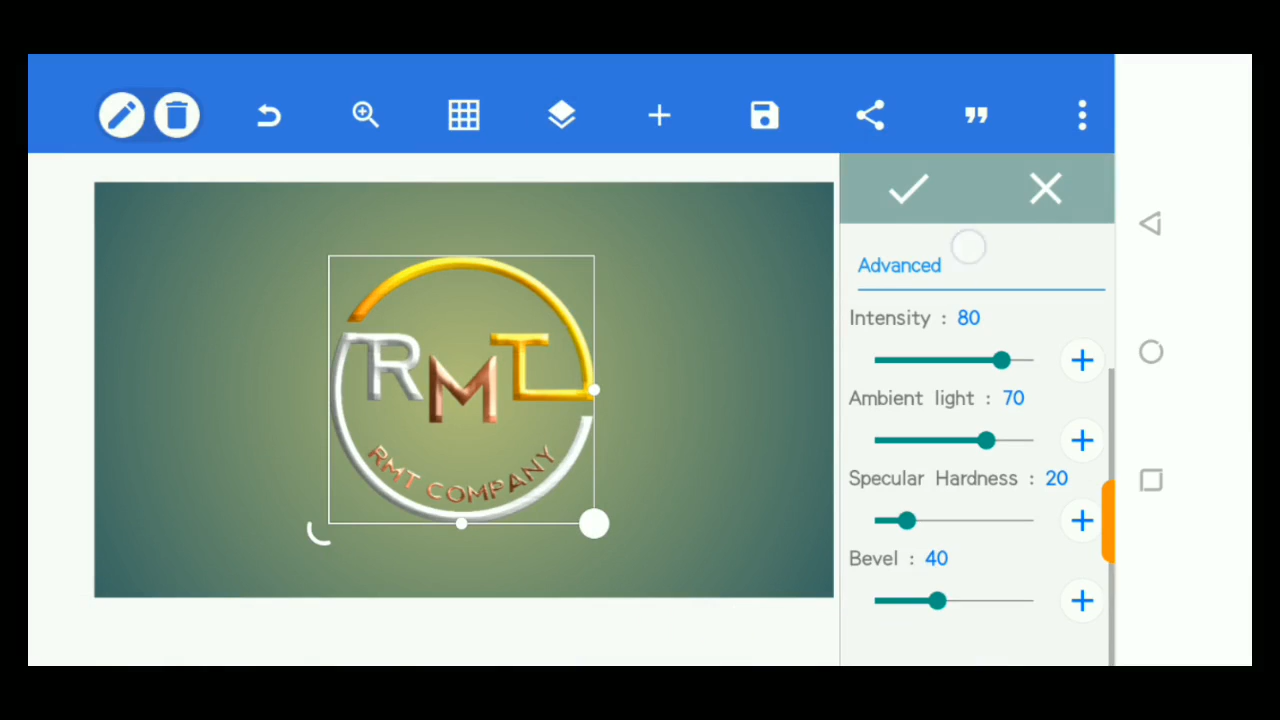 RMT
RMT COMPANY
Advanced
Intensity : 80
Ambient light : 70
Specular Hardness : 20
Bevel : 40